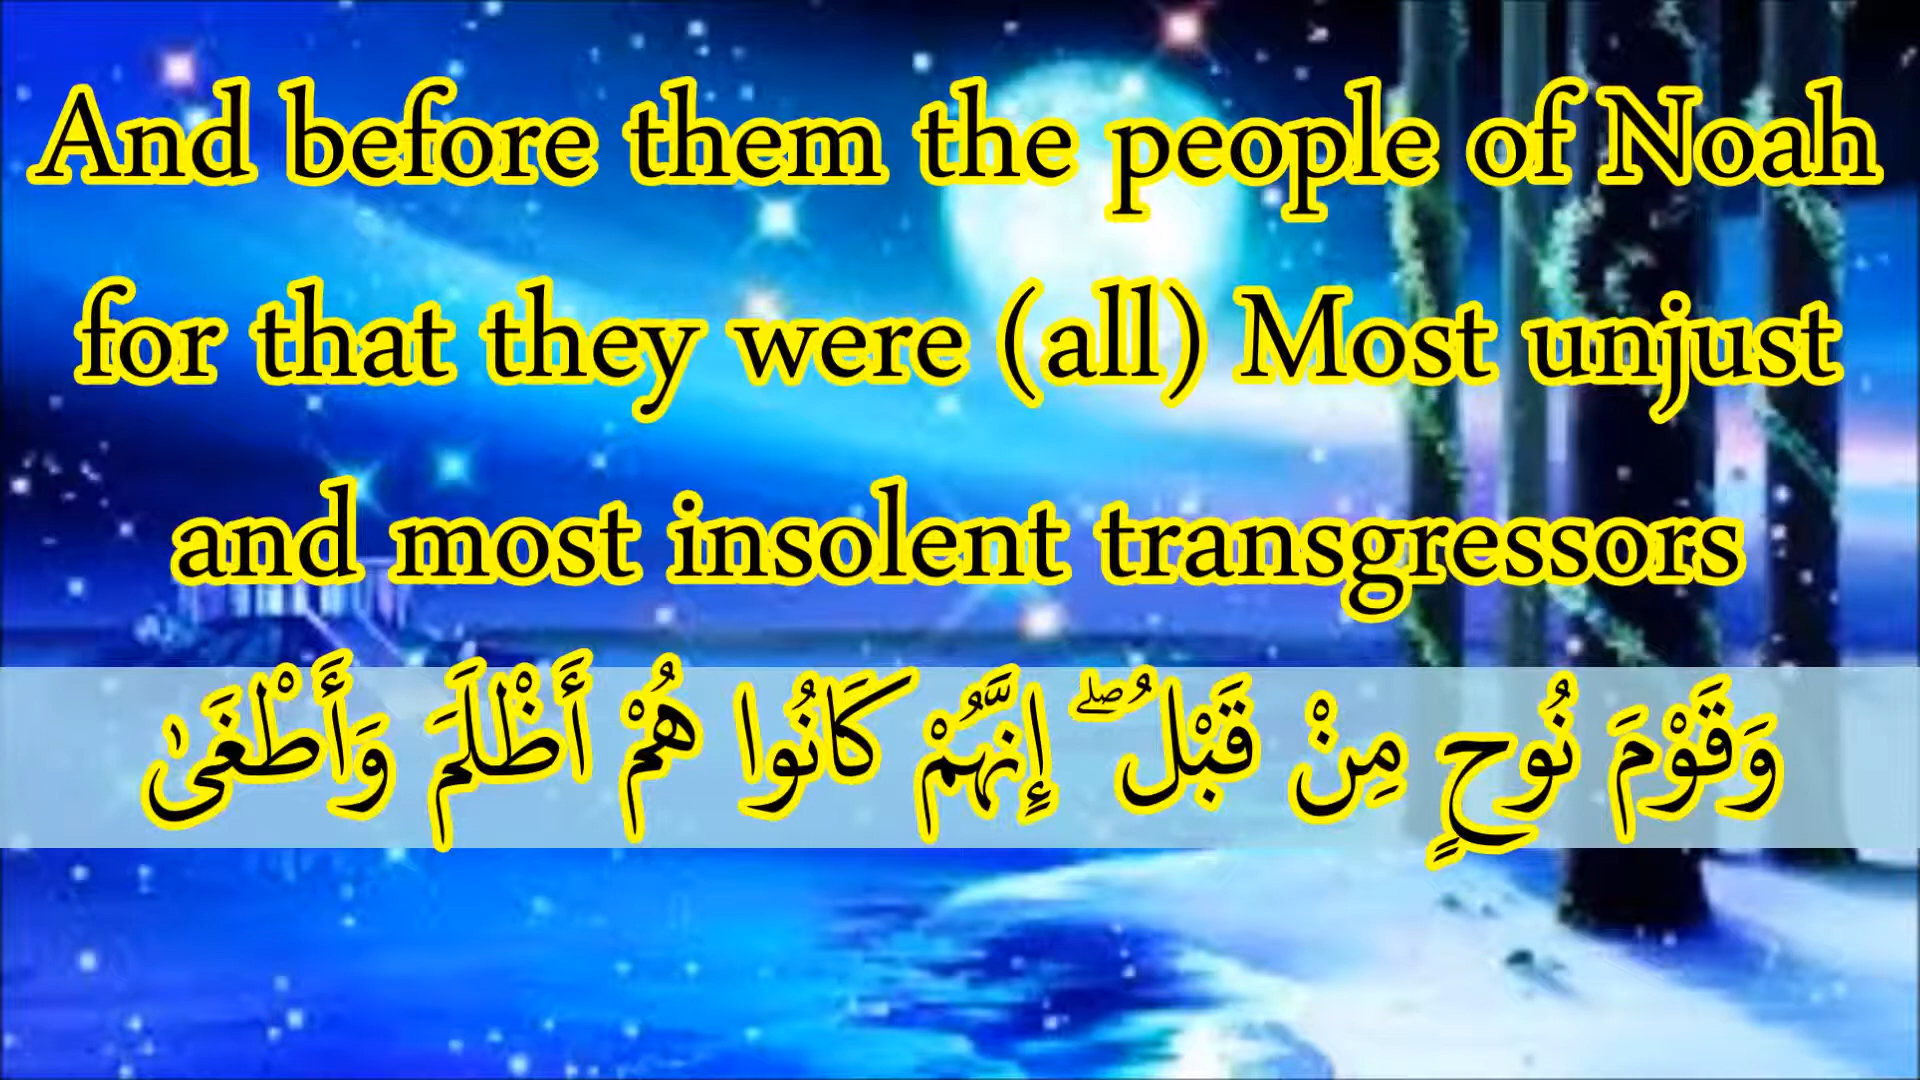 And before them the people of Noah
for that they were (all) Most unjust
and most insolent transgressors
وَقَوْمَ نُوحٍ مِنْ قَبْلُ ۖ إِنَّهُمْ كَانُوا هُمْ أَظْلَمَ وَأَطْغَىٰ